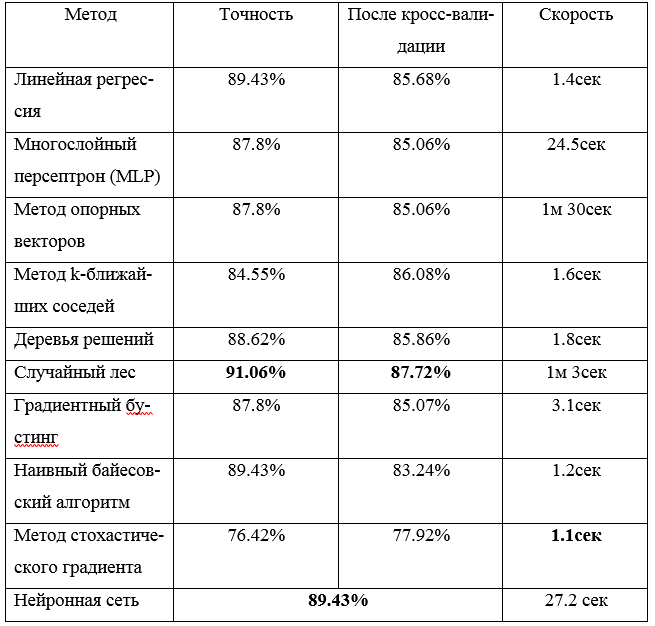 Метод Точность После кросс-вали-
дации Скорость
Линейная регрес-
сия 89.43% 85.68% 1.4сек
Многослойный
персептрон (MLP) 87.8% 85.06% 24.5сек
Метод опорных
векторов 87.8% 85.06% 1м 30сек
Метод k-ближай-
ших соседей 84.55% 86.08% 1.6сек
Деревья решений 88.62% 85.86% 1.8сек
Случайный лес 91.06% 87.72% 1м 3сек
Градиентный бу-
стинг 87.8% 85.07% 3.1сек
Наивный байесов-
ский алгоритм 89.43% 83.24% 1.2сек
Метод стохастиче-
ского градиента 76.42% 77.92% 1.1сек
Нейронная сеть 89.43% 27.2 сек